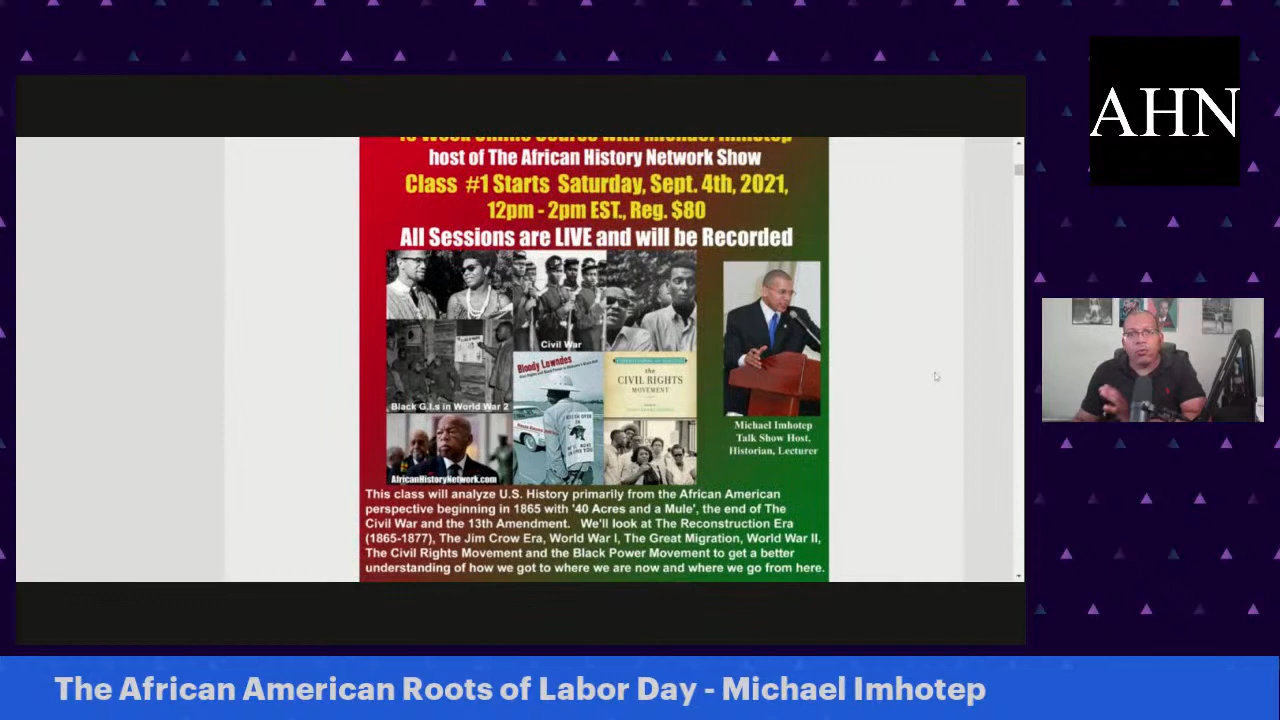 AHN
10 Week Online Course with Michael Imhotep
host of The African History Network Show
Class #1 Starts Saturday, Sept. 4th, 2021,
12pm - 2pm EST., Reg. $80
All Sessions are LIVE and will be Recorded
Civil War
Black G.I.s in World War 2
Bloody Lowndes
the
CIVIL RIGHTS
MOVEMENT
AfricanHistoryNetwork.com
Michael Imhotep
Talk Show Host,
Historian, Lecturer
This class will analyze U.S. History primarily from the African American
perspective beginning in 1865 with '40 Acres and a Mule', the end of The
Civil War and the 13th Amendment. We'll look at The Reconstruction Era
(1865-1877), The Jim Crow Era, World War I, The Great Migration, World War II,
The Civil Rights Movement and the Black Power Movement to get a better
understanding of how we got to where we are now and where we go from here.
The African American Roots of Labor Day - Michael Imhotep